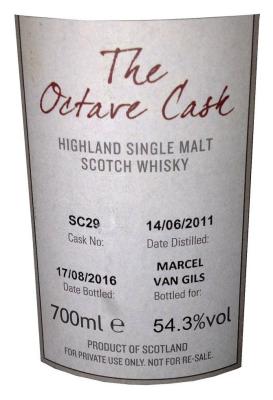 The
Octave Cask
HIGHLAND SINGLE MALT
SCOTCH WHISKY
SC29 14/06/2011
Cask No: Date Distilled:
17/08/2016 MARCEL VAN GILS
Date Bottled: Bottled for:
700ml e 54.3%vol
PRODUCT OF SCOTLAND
FOR PRIVATE USE ONLY. NOT FOR RE-SALE.